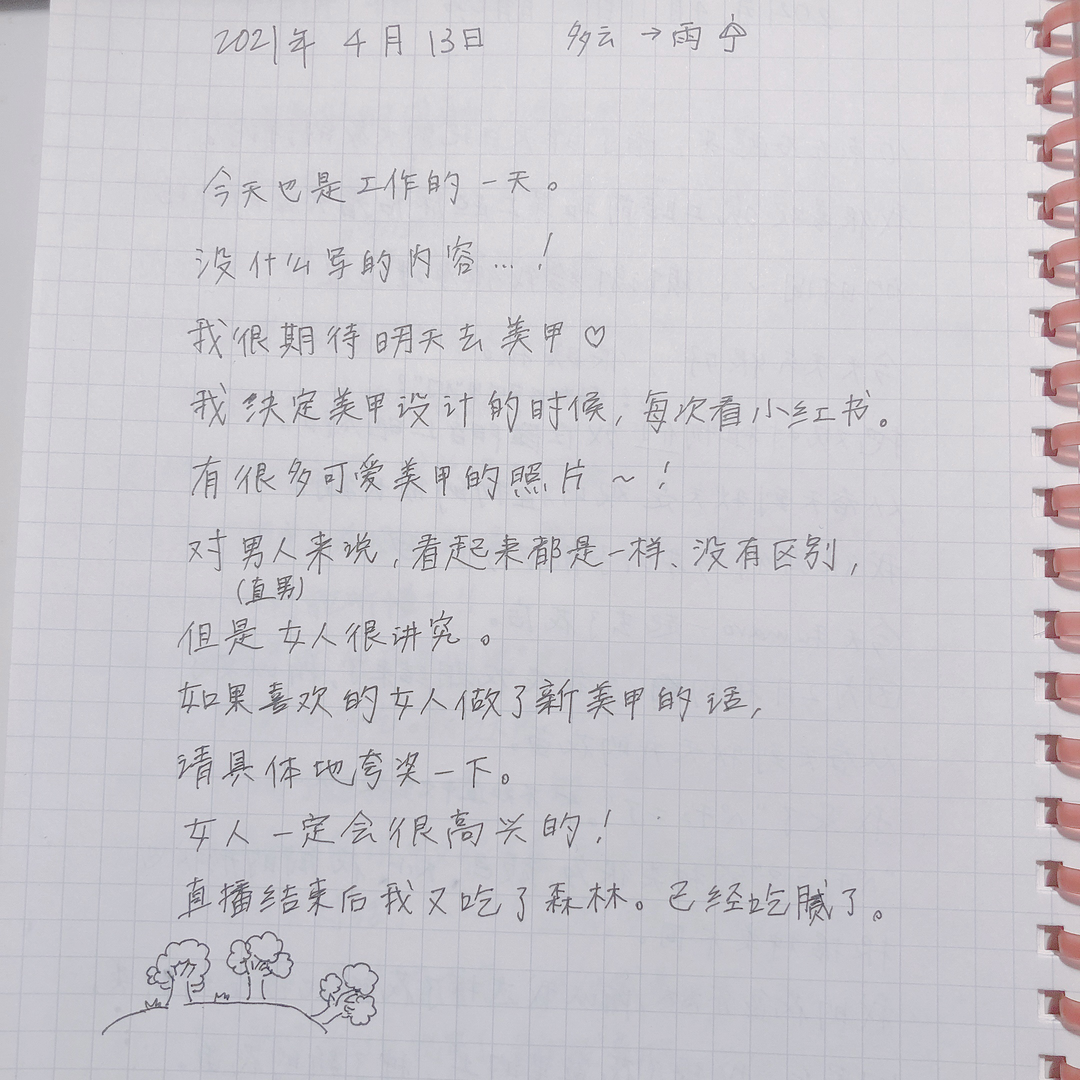 2021年 4月 13日 多云→雨
今天也是工作的一天。
没什么写的内容…！
我很期待明天去美甲♡
我决定美甲设计的时候，每次看小红书。
有很多可爱美甲的照片～！
对男人来说，看起来都是一样、没有区别，
(直男)
但是女人很讲究。
如果喜欢的女人做了新美甲的话，
请具体地夸奖一下。
女人一定会很高兴的！
直播结束后我又吃了森林。已经吃腻了。